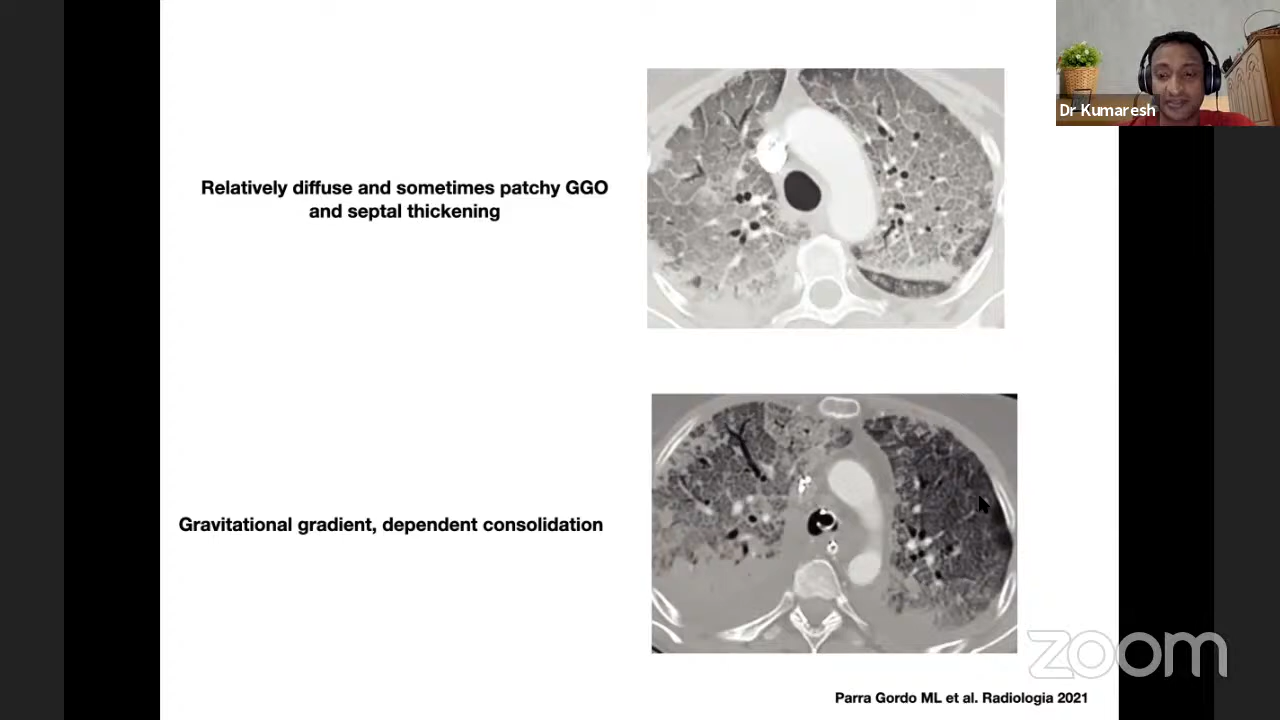 Dr Kumaresh
Relatively diffuse and sometimes patchy GGO
and septal thickening
Gravitational gradient, dependent consolidation
zoom
Parra Gordo ML et al. Radiologia 2021